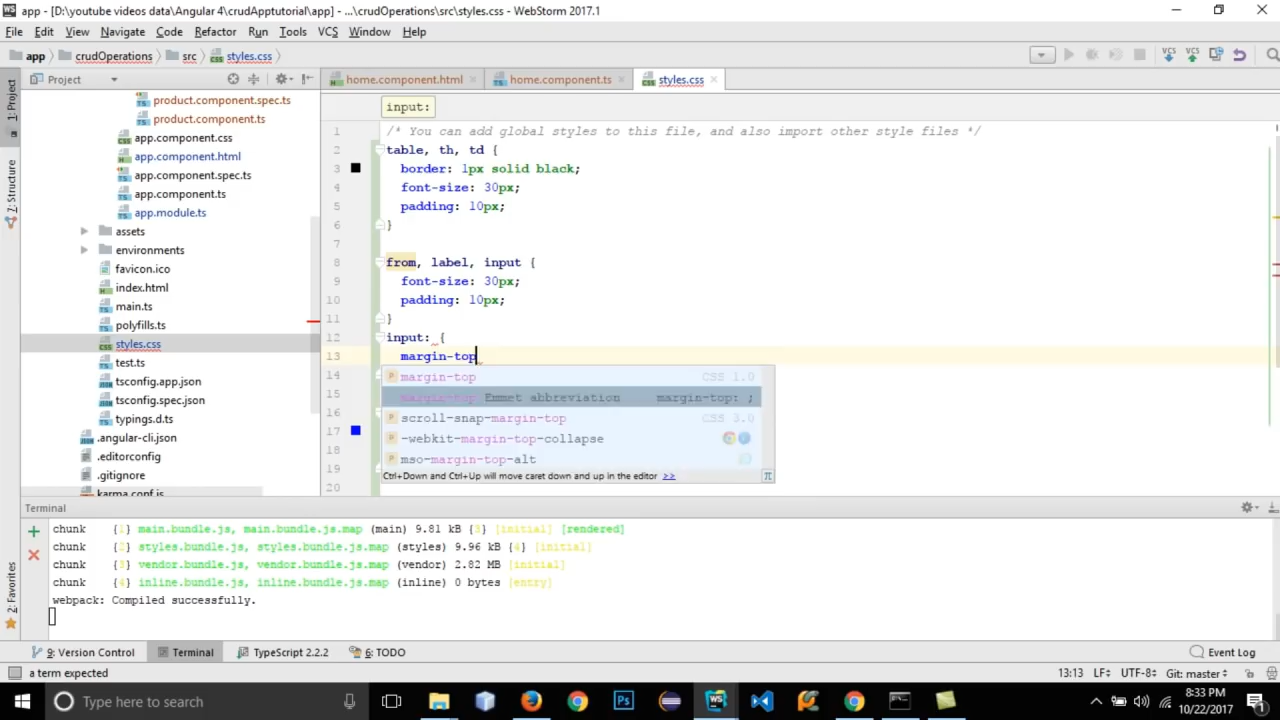 WS app - [D:\youtube videos data\Angular 4\crudApptutorial\app] - ...\crudOperations\src\styles.css - WebStorm 2017.1
File Edit View Navigate Code Refactor Run Tools VCS Window Help
app crudOperations src styles.css VCS VCS
Project home.component.html home.component.ts styles.css
1: Project
7: Structure
2: Favorites
product.component.spec.ts
product.component.ts
app.component.css
app.component.html
app.component.spec.ts
app.component.ts
app.module.ts
assets
environments
favicon.ico
index.html
main.ts
polyfills.ts
styles.css
test.ts
tsconfig.app.json
tsconfig.spec.json
typings.d.ts
.angular-cli.json
.editorconfig
.gitignore
karma.conf.js
input:
1 /* You can add global styles to this file, and also import other style files */
2 table, th, td {
3 border: 1px solid black;
4 font-size: 30px;
5 padding: 10px;
6 }
7
8 from, label, input {
9 font-size: 30px;
10 padding: 10px;
11 }
12 input: {
13 margin-top
14 margin-top CSS 1.0
15 margin-top Emmet abbreviation margin-top: ;
16 scroll-snap-margin-top CSS 3.0
17 -webkit-margin-top-collapse
18 mso-margin-top-alt
19 Ctrl+Down and Ctrl+Up will move caret down and up in the editor >> π
20
Terminal
chunk {1} main.bundle.js, main.bundle.js.map (main) 9.81 kB {3} [initial] [rendered]
chunk {2} styles.bundle.js, styles.bundle.js.map (styles) 9.96 kB {4} [initial]
chunk {3} vendor.bundle.js, vendor.bundle.js.map (vendor) 2.82 MB [initial]
chunk {4} inline.bundle.js, inline.bundle.js.map (inline) 0 bytes [entry]
webpack: Compiled successfully.
9: Version Control Terminal TypeScript 2.2.2 6: TODO Event Log
a term expected 13:13 LF UTF-8 Git: master
Type here to search Ps WS 8:33 PM
10/22/2017 1